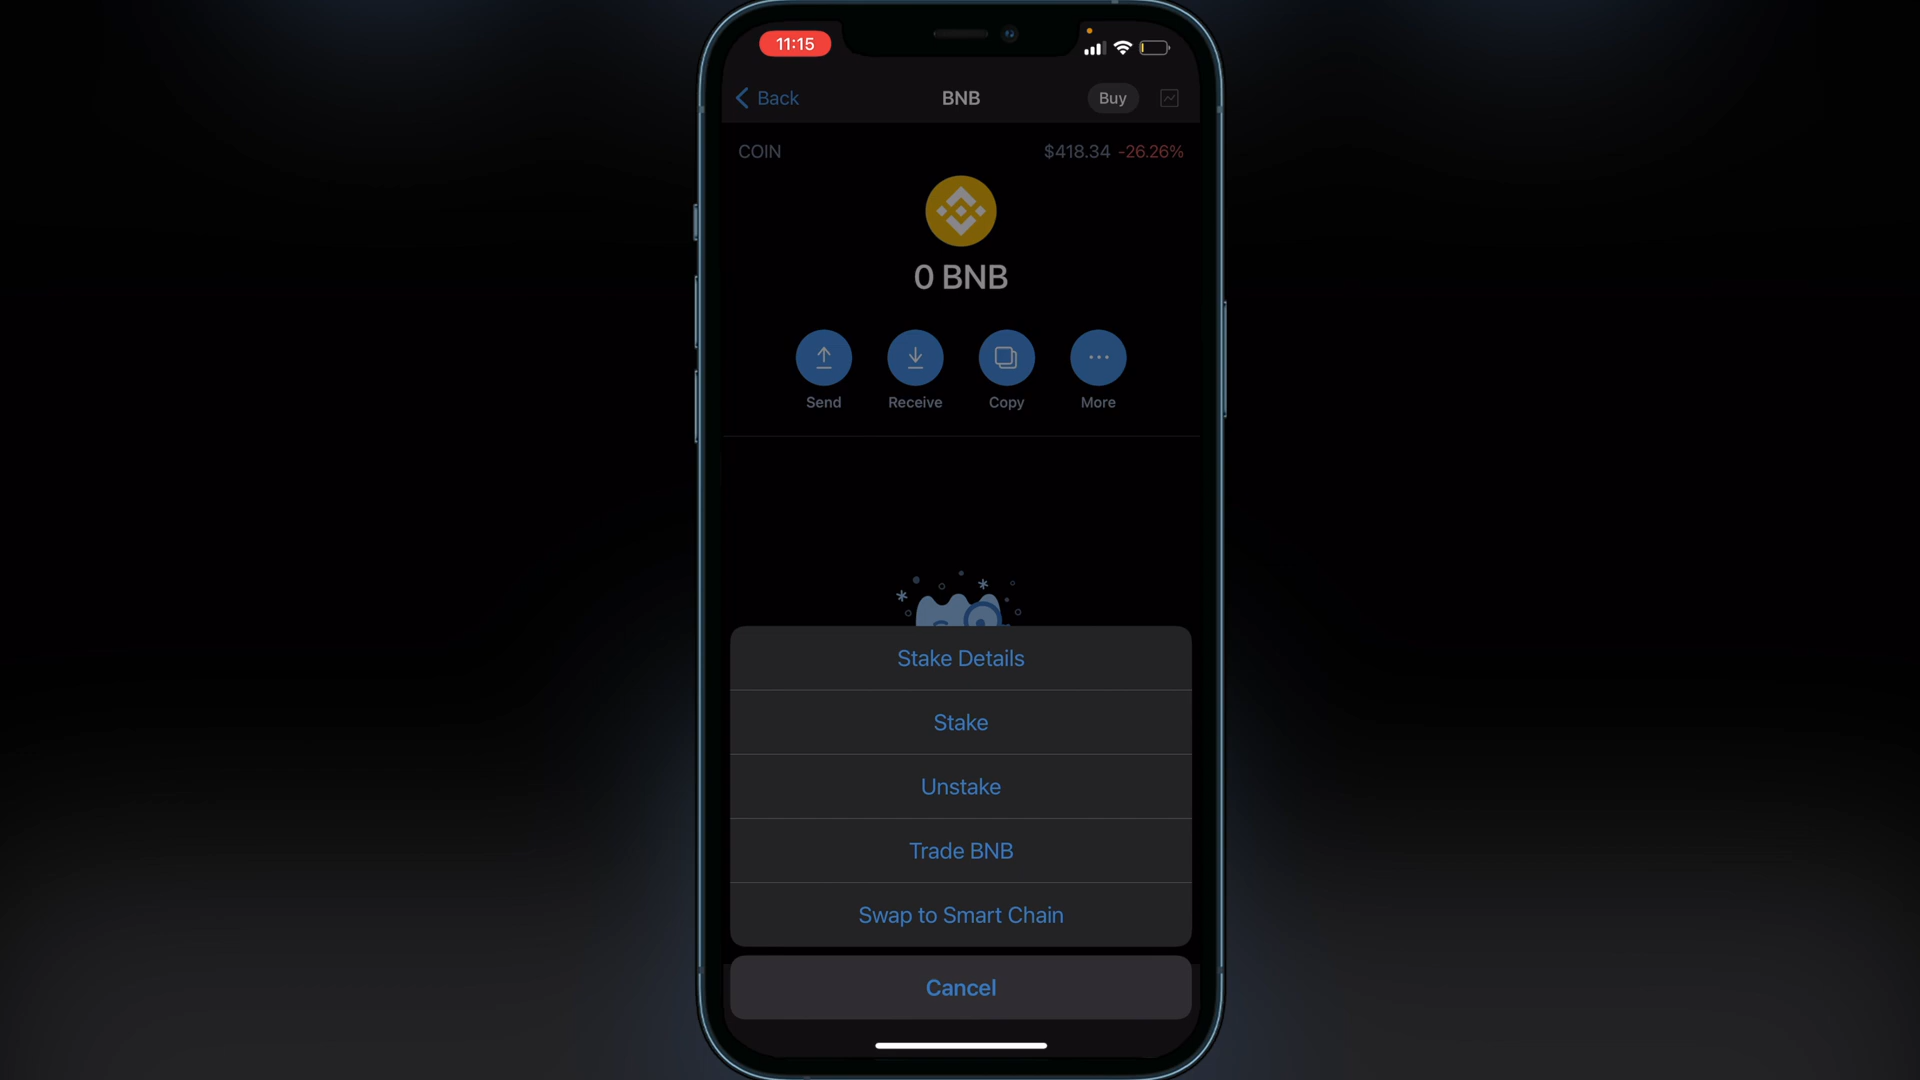 11:15
Back
BNB
Buy
COIN
$418.34 -26.26%
0 BNB
Send
Receive
Copy
More
Stake Details
Stake
Unstake
Trade BNB
Swap to Smart Chain
Cancel